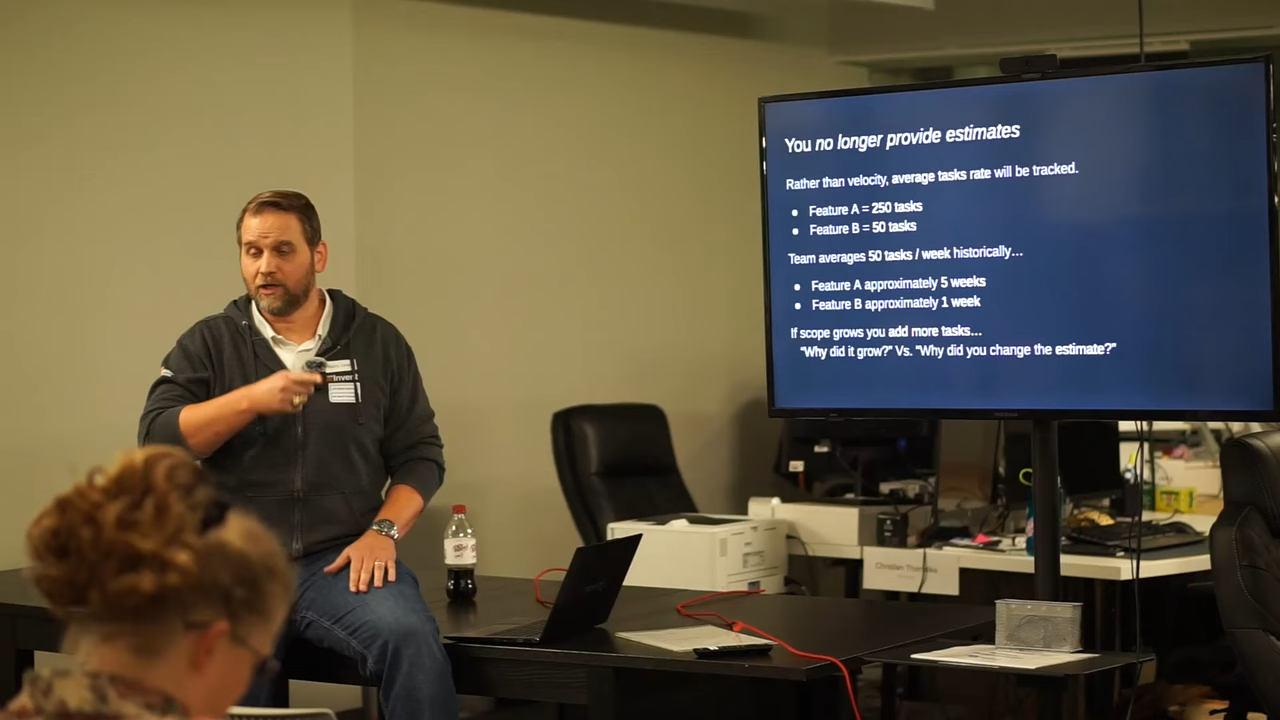 You no longer provide estimates
Rather than velocity, average tasks rate will be tracked.
• Feature A = 250 tasks
• Feature B = 50 tasks
Team averages 50 tasks / week historically…
• Feature A approximately 5 weeks
• Feature B approximately 1 week
If scope grows you add more tasks…
“Why did it grow?” Vs. “Why did you change the estimate?”
Invent
Christian